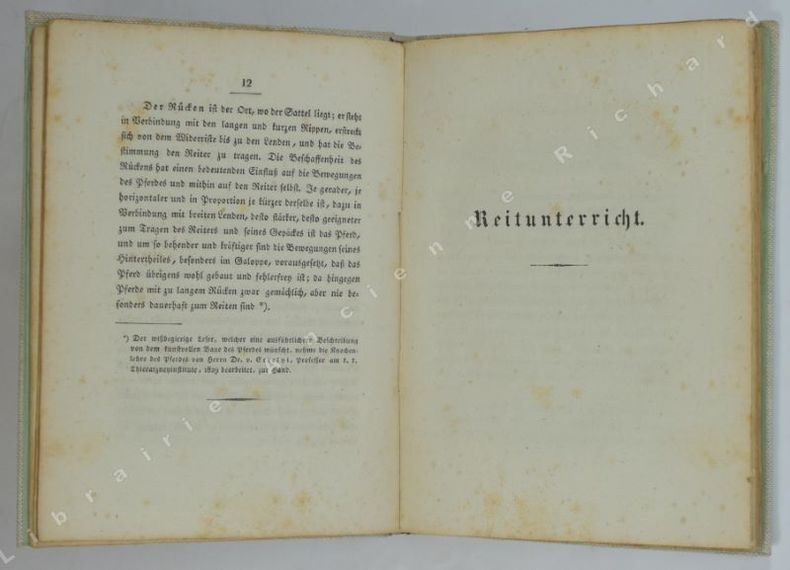 12
Der Rücken ist der Ort, wo der Sattel liegt; er steht
in Verbindung mit den langen und kurzen Rippen, erstreckt
sich von dem Widerriste bis zu den Lenden, und hat die Be-
stimmung den Reiter zu tragen. Die Beschaffenheit des
Rückens hat einen bedeutenden Einfluß auf die Bewegungen
des Pferdes und mithin auf den Reiter selbst. Je gerader, je
horizontaler und in Proportion je kürzer derselbe ist, dazu in
Verbindung mit breiten Lenden, desto stärker, desto geeigneter
zum Tragen des Reiters und seines Gepäckes ist das Pferd,
und um so behender und kräftiger sind die Bewegungen seines
Hintertheiles, besonders im Galoppe, vorausgesetzt, daß das
Pferd übrigens wohl gebaut und fehlerfrey ist; da hingegen
Pferde mit zu langem Rücken zwar gemächlich, aber nie be-
sonders dauerhaft zum Reiten sind *).
*) Der wißbegierige Leser, welcher eine ausführlichere Beschreibung
von dem kunstvollen Baue des Pferdes wünscht, nehme die Knochen-
lehre des Pferdes von Herrn Dr. v. Professor am k. k.
Thierarzneyinstitute, bearbeitet, zur Hand.
Reitunterricht.
Librairie Ancienne Richard